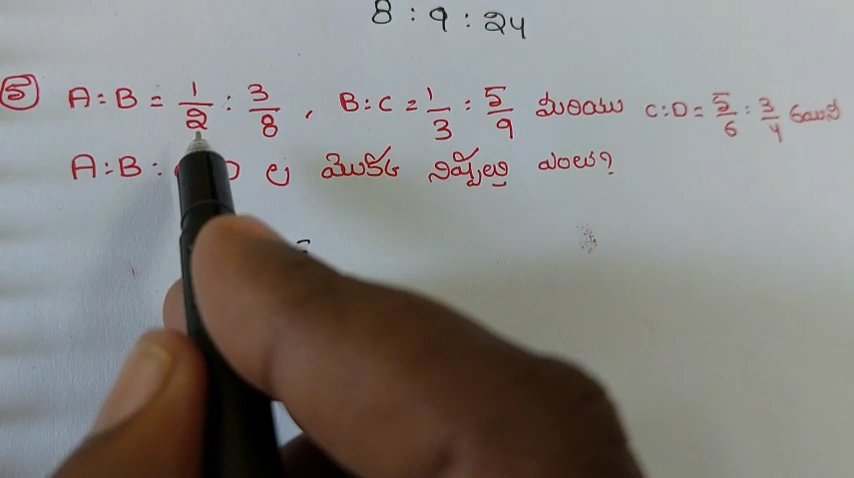 8 : 9 : 24
⑤ A:B = 1/2 : 3/8 , B:C = 1/3 : 5/9 మరియు C:D = 5/6 : 3/4 అయిన
A:B: D ల యొక్క నిష్పత్తి ఎంత?